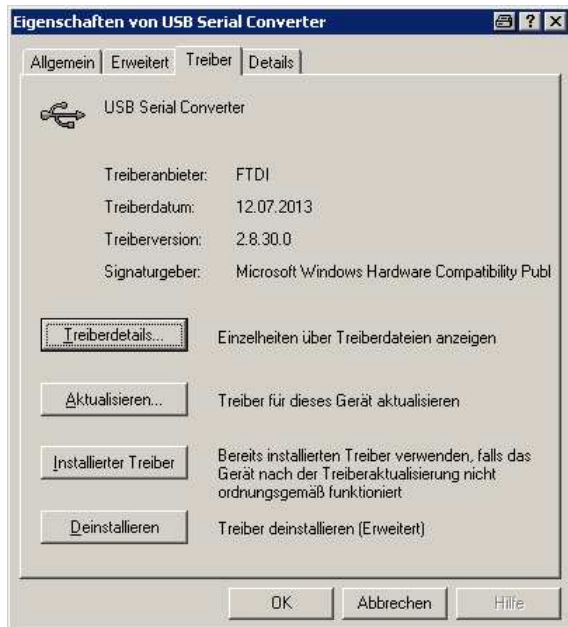 Eigenschaften von USB Serial Converter
Allgemein Erweitert Treiber Details
USB Serial Converter
Treiberanbieter: FTDI
Treiberdatum: 12.07.2013
Treiberversion: 2.8.30.0
Signaturgeber: Microsoft Windows Hardware Compatibility Publ
Treiberdetails... Einzelheiten über Treiberdateien anzeigen
Aktualisieren... Treiber für dieses Gerät aktualisieren
Installierter Treiber Bereits installierten Treiber verwenden, falls das
Gerät nach der Treiberaktualisierung nicht
ordnungsgemäß funktioniert
Deinstallieren Treiber deinstallieren (Erweitert)
OK Abbrechen Hilfe